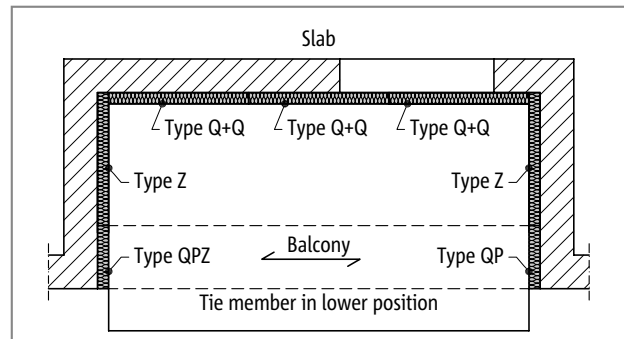 Slab
Type Q+Q Type Q+Q Type Q+Q
Type Z Type Z
Type QPZ Balcony Type QP
Tie member in lower position